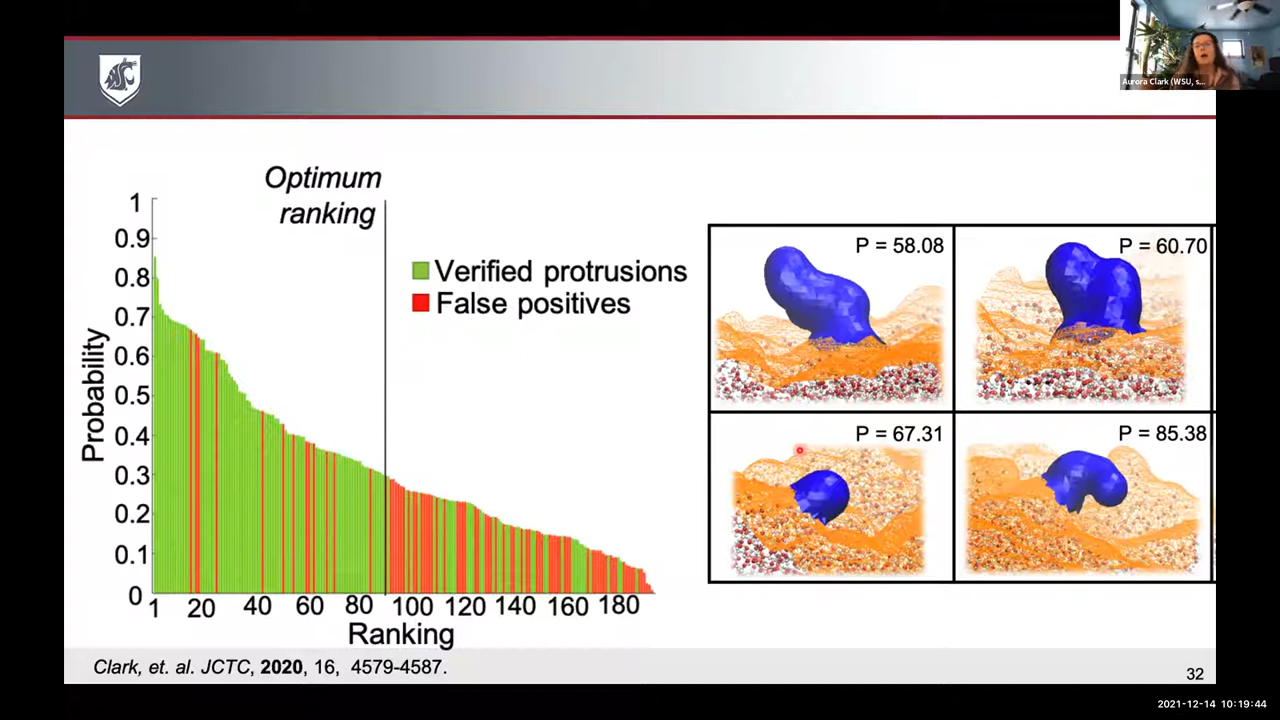 Aurora Clark (WSU, s...
Optimum
ranking
1
0.9
0.8
0.7
0.6
0.5
0.4
0.3
0.2
0.1
0
Probability
Verified protrusions
False positives
1 20 40 60 80 100 120 140 160 180
Ranking
P = 58.08
P = 60.70
P = 67.31
P = 85.38
Clark, et. al. JCTC, 2020, 16, 4579-4587.
32
2021-12-14 10:19:44